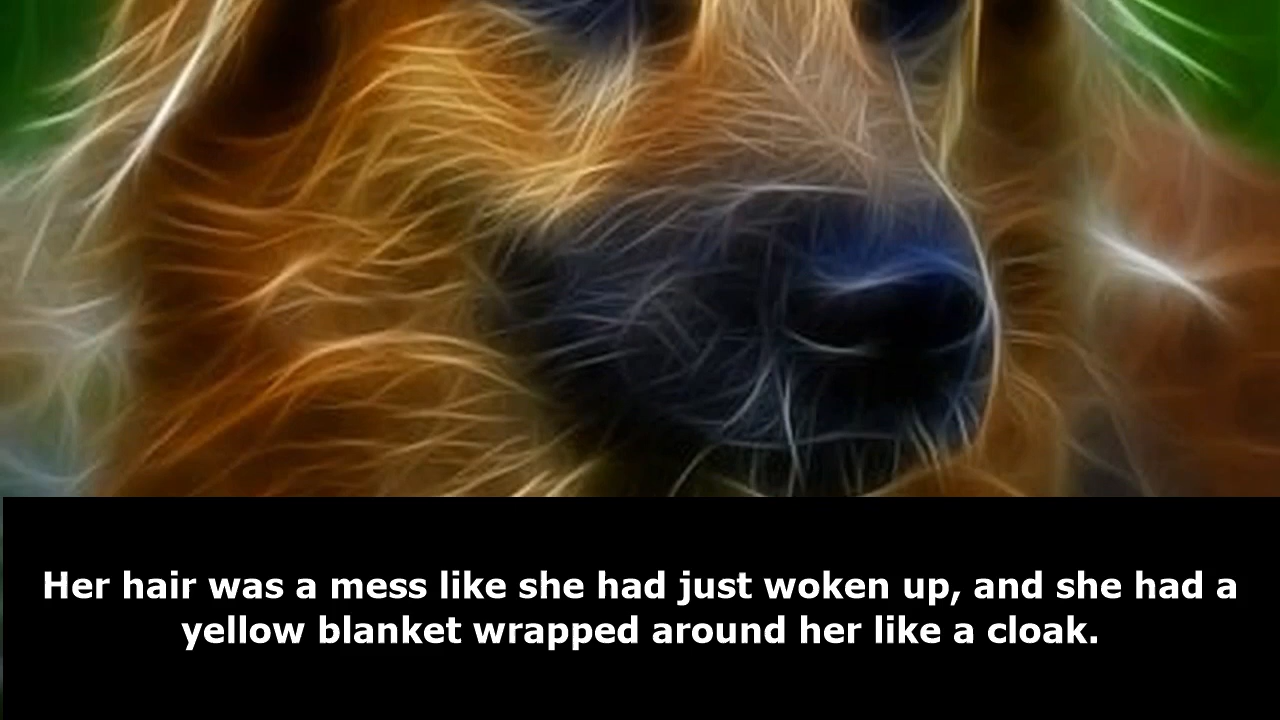 Her hair was a mess like she had just woken up, and she had a
yellow blanket wrapped around her like a cloak.